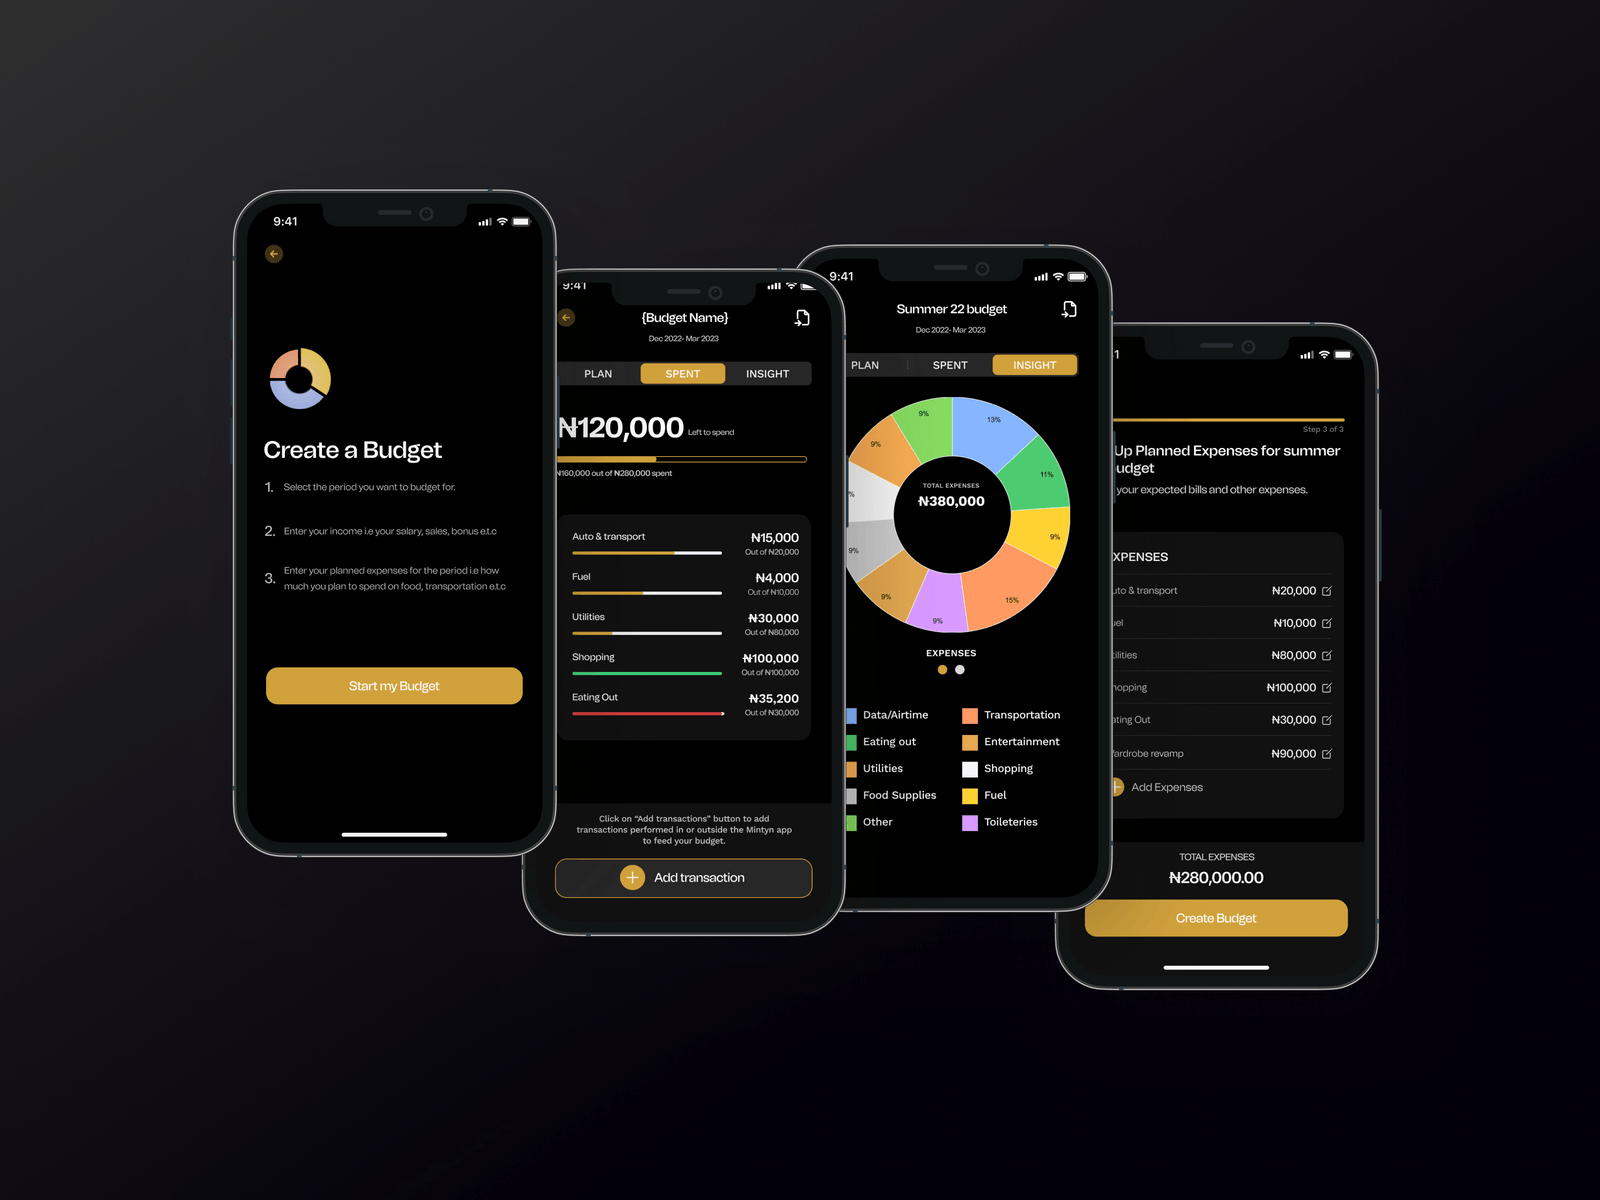 9:41
Create a Budget
1. Select the period you want to budget for.
2. Enter your income i.e your salary, sales, bonus e.t.c
3. Enter your planned expenses for the period i.e how
much you plan to spend on food, transportation e.t.c
Start my Budget
9:41
{Budget Name}
Dec 2022- Mar 2023
PLAN SPENT INSIGHT
₦120,000 Left to spend
₦160,000 out of ₦280,000 spent
Auto & transport ₦15,000
Out of ₦20,000
Fuel ₦4,000
Out of ₦10,000
Utilities ₦30,000
Out of ₦80,000
Shopping ₦100,000
Out of ₦100,000
Eating Out ₦35,200
Out of ₦30,000
Click on “Add transactions” button to add
transactions performed in or outside the Mintyn app
to feed your budget.
Add transaction
9:41
Summer 22 budget
Dec 2022- Mar 2023
PLAN SPENT INSIGHT
9% 13%
9% 11%
%
9% 9%
9% 15%
9%
TOTAL EXPENSES
₦380,000
EXPENSES
Data/Airtime Transportation
Eating out Entertainment
Utilities Shopping
Food Supplies Fuel
Other Toileteries
1
Step 3 of 3
Up Planned Expenses for summer
udget
your expected bills and other expenses.
XPENSES
uto & transport ₦20,000
uel ₦10,000
tilities ₦80,000
hopping ₦100,000
ating Out ₦30,000
ardrobe revamp ₦90,000
Add Expenses
TOTAL EXPENSES
₦280,000.00
Create Budget